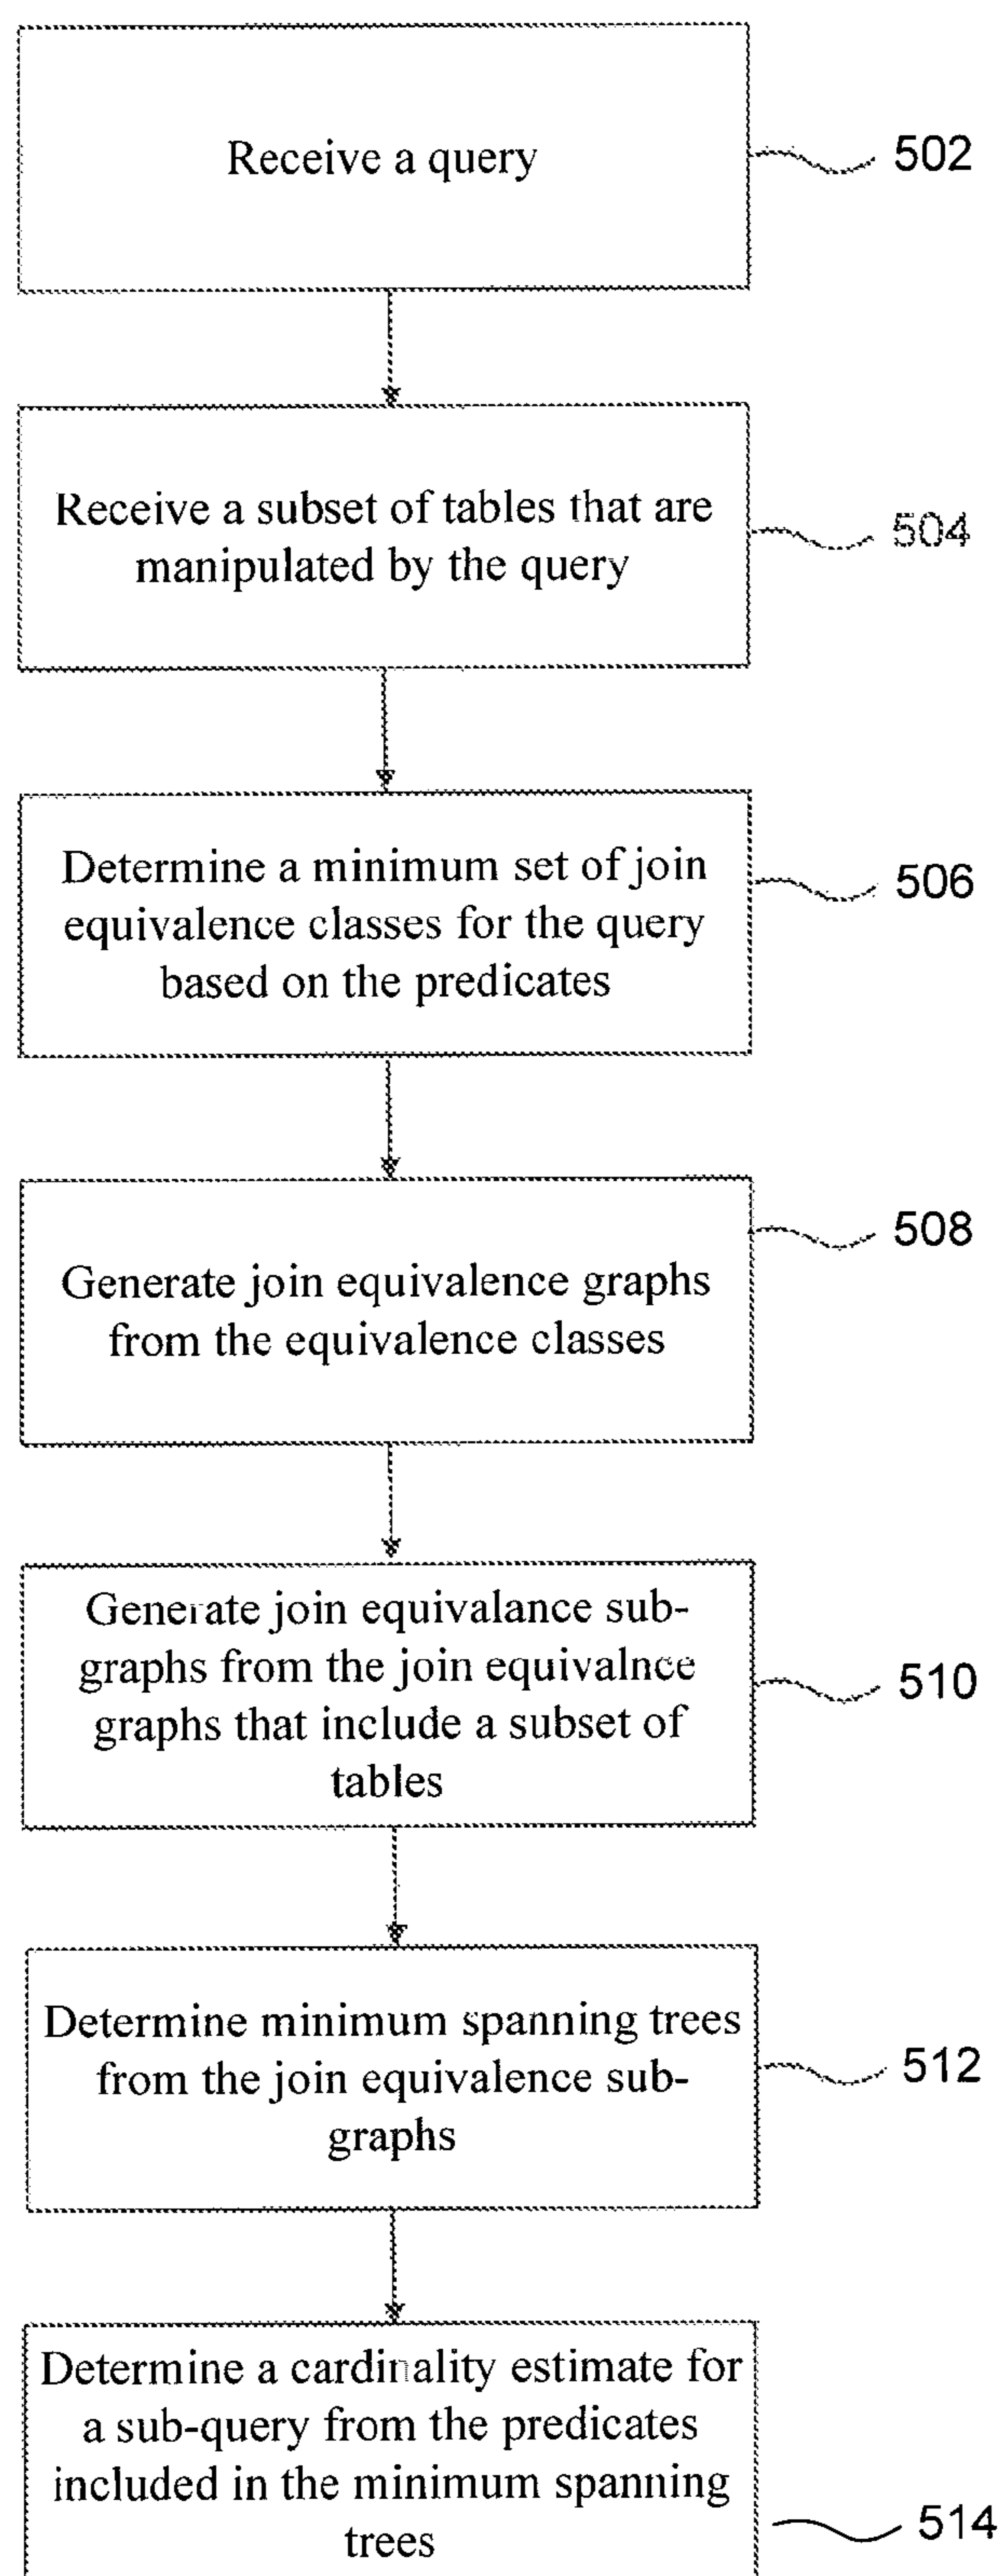 Receive a query
502
Receive a subset of tables that are
manipulated by the query
504
Determine a minimum set of join
equivalence classes for the query
based on the predicates
506
Generate join equivalence graphs
from the equivalence classes
508
Generate join equivalance sub-
graphs from the join equivalnce
graphs that include a subset of
tables
510
Determine minimum spanning trees
from the join equivalence sub-
graphs
512
Determine a cardinality estimate for
a sub-query from the predicates
included in the minimum spanning
trees
514